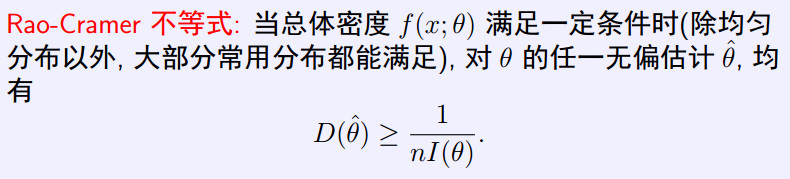 Rao-Cramer 不等式: 当总体密度 f(x;θ) 满足一定条件时(除均匀
分布以外, 大部分常用分布都能满足), 对 θ 的任一无偏估计 θ̂, 均
有
D(θ̂) ≥ 1/(nI(θ)).